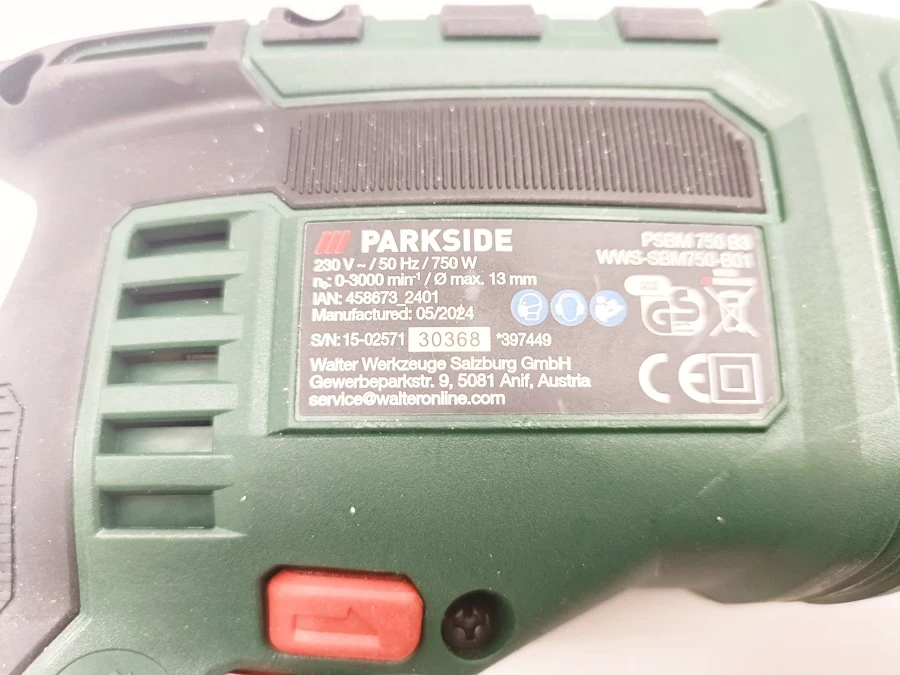 PARKSIDE
230 V ~ / 50 Hz / 750 W
n₀: 0-3000 min⁻¹ / Ø max. 13 mm
IAN: 458673_2401
Manufactured: 05/2024
S/N: 15-02571 30368 *397449
Walter Werkzeuge Salzburg GmbH
Gewerbeparkstr. 9, 5081 Anif, Austria
service@walteronline.com
PSBM 750 B3
WWS-SBM750-B01
GS
CE